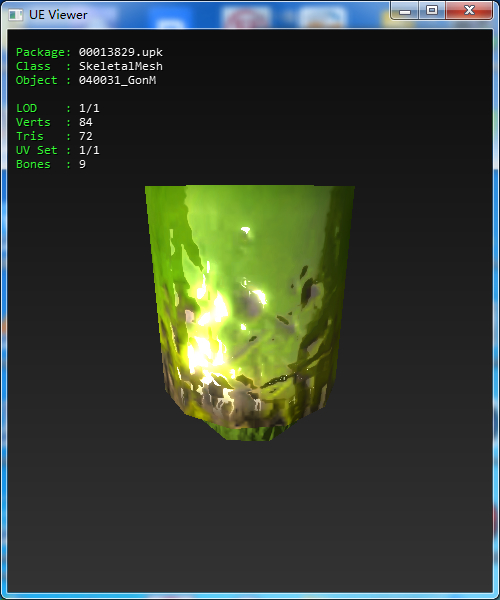 UE Viewer
Package: 00013829.upk
Class : SkeletalMesh
Object : 040031_GonM
LOD : 1/1
Verts : 84
Tris : 72
UV Set : 1/1
Bones : 9